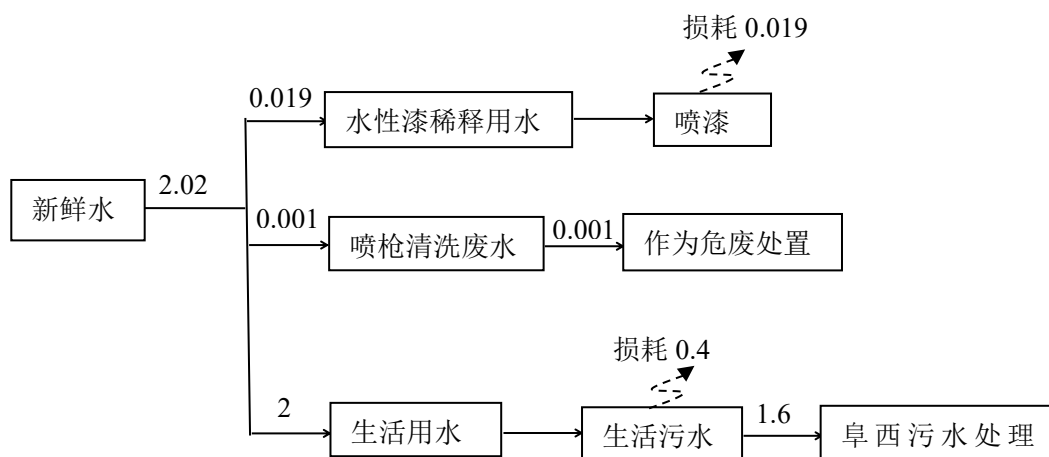 损耗 0.019
0.019
水性漆稀释用水
喷漆
新鲜水
2.02
0.001
喷枪清洗废水
0.001
作为危废处置
损耗 0.4
2
生活用水
生活污水
1.6
阜西污水处理